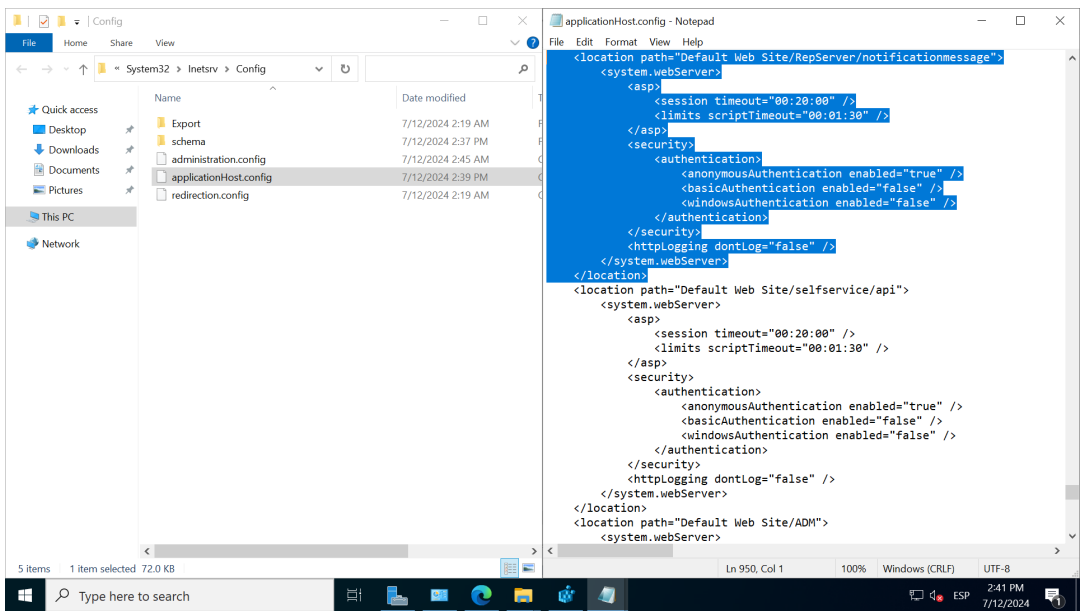 Config
File Home Share View
« System32 > Inetsrv > Config
Quick access
Desktop
Downloads
Documents
Pictures
This PC
Network
Name Date modified
Export 7/12/2024 2:19 AM
schema 7/12/2024 2:37 PM
administration.config 7/12/2024 2:45 AM
applicationHost.config 7/12/2024 2:39 PM
redirection.config 7/12/2024 2:19 AM
5 items 1 item selected 72.0 KB
applicationHost.config - Notepad
File Edit Format View Help
<location path="Default Web Site/RepServer/notificationmessage">
<system.webServer>
<asp>
<session timeout="00:20:00" />
<limits scriptTimeout="00:01:30" />
</asp>
<security>
<authentication>
<anonymousAuthentication enabled="true" />
<basicAuthentication enabled="false" />
<windowsAuthentication enabled="false" />
</authentication>
</security>
<httpLogging dontLog="false" />
</system.webServer>
</location>
<location path="Default Web Site/selfservice/api">
<system.webServer>
<asp>
<session timeout="00:20:00" />
<limits scriptTimeout="00:01:30" />
</asp>
<security>
<authentication>
<anonymousAuthentication enabled="true" />
<basicAuthentication enabled="false" />
<windowsAuthentication enabled="false" />
</authentication>
</security>
<httpLogging dontLog="false" />
</system.webServer>
</location>
<location path="Default Web Site/ADM">
<system.webServer>
Ln 950, Col 1 100% Windows (CRLF) UTF-8
Type here to search
ESP
2:41 PM
7/12/2024
1